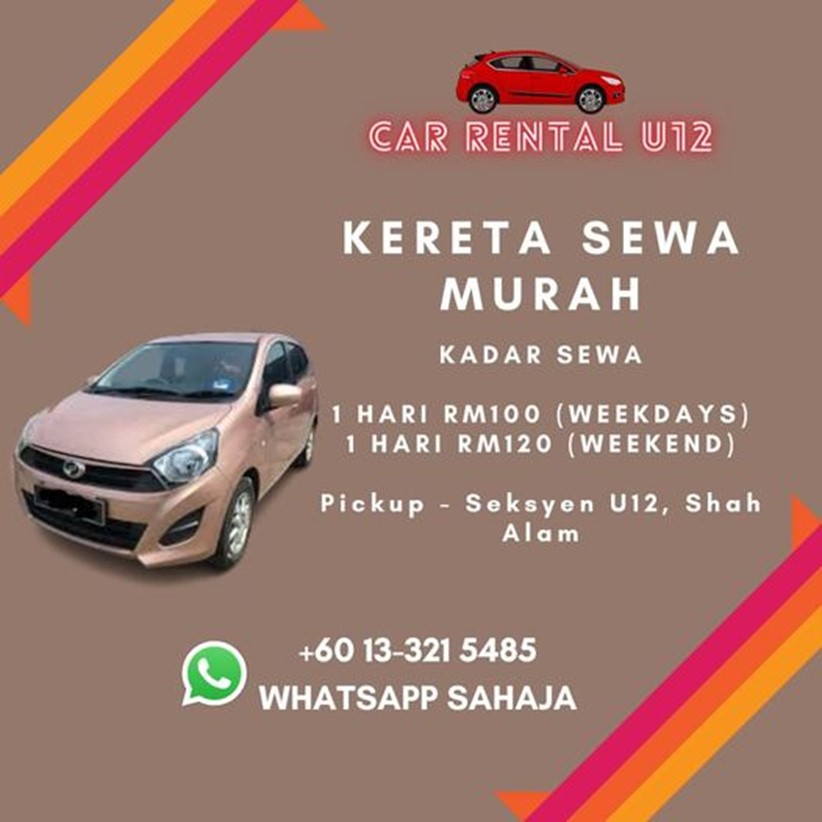 CAR RENTAL U12
KERETA SEWA
MURAH
KADAR SEWA
1 HARI RM100 (WEEKDAYS)
1 HARI RM120 (WEEKEND)
Pickup - Seksyen U12, Shah
Alam
+60 13-321 5485
WHATSAPP SAHAJA